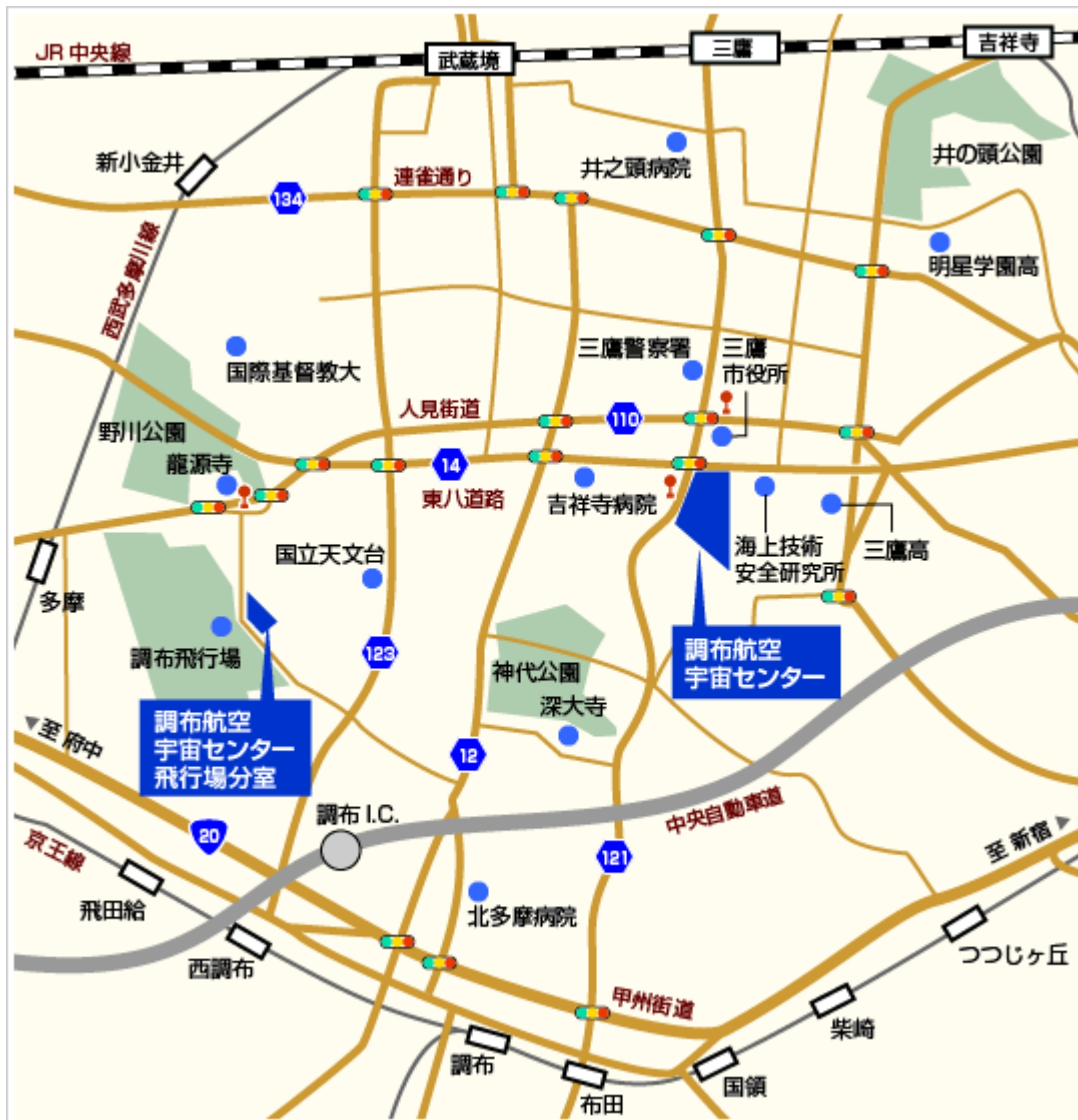 JR 中央線
武蔵境
三鷹
吉祥寺
新小金井
連雀通り
134
井之頭病院
井の頭公園
明星学園高
西武多摩川線
国際基督教大
三鷹警察署
三鷹
市役所
人見街道
110
野川公園
龍源寺
14
東八道路
吉祥寺病院
海上技術
安全研究所
三鷹高
国立天文台
多摩
調布飛行場
123
神代公園
深大寺
調布航空
宇宙センター
調布航空
宇宙センター
飛行場分室
至 府中
12
調布 I.C.
中央自動車道
20
121
至 新宿
京王線
飛田給
北多摩病院
西調布
つつじヶ丘
甲州街道
柴崎
調布
布田
国領